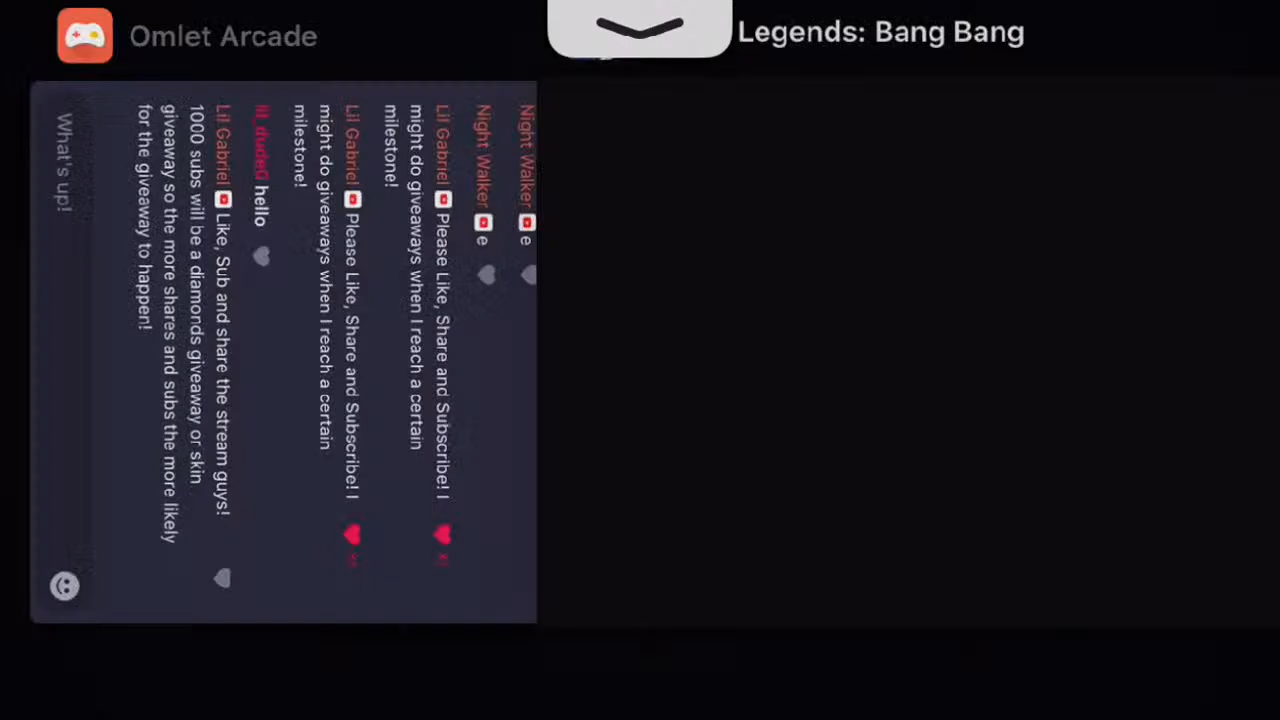 Omlet Arcade
Legends: Bang Bang
Night Walker e
Night Walker e
Lil Gabriel Please Like, Share and Subscribe! I
might do giveaways when I reach a certain
milestone!
Lil Gabriel Please Like, Share and Subscribe! I
might do giveaways when I reach a certain
milestone!
lil_dude0 hello
Lil Gabriel Like, Sub and share the stream guys!
1000 subs will be a diamonds giveaway or skin
giveaway so the more shares and subs the more likely
for the giveaway to happen!
What's up!